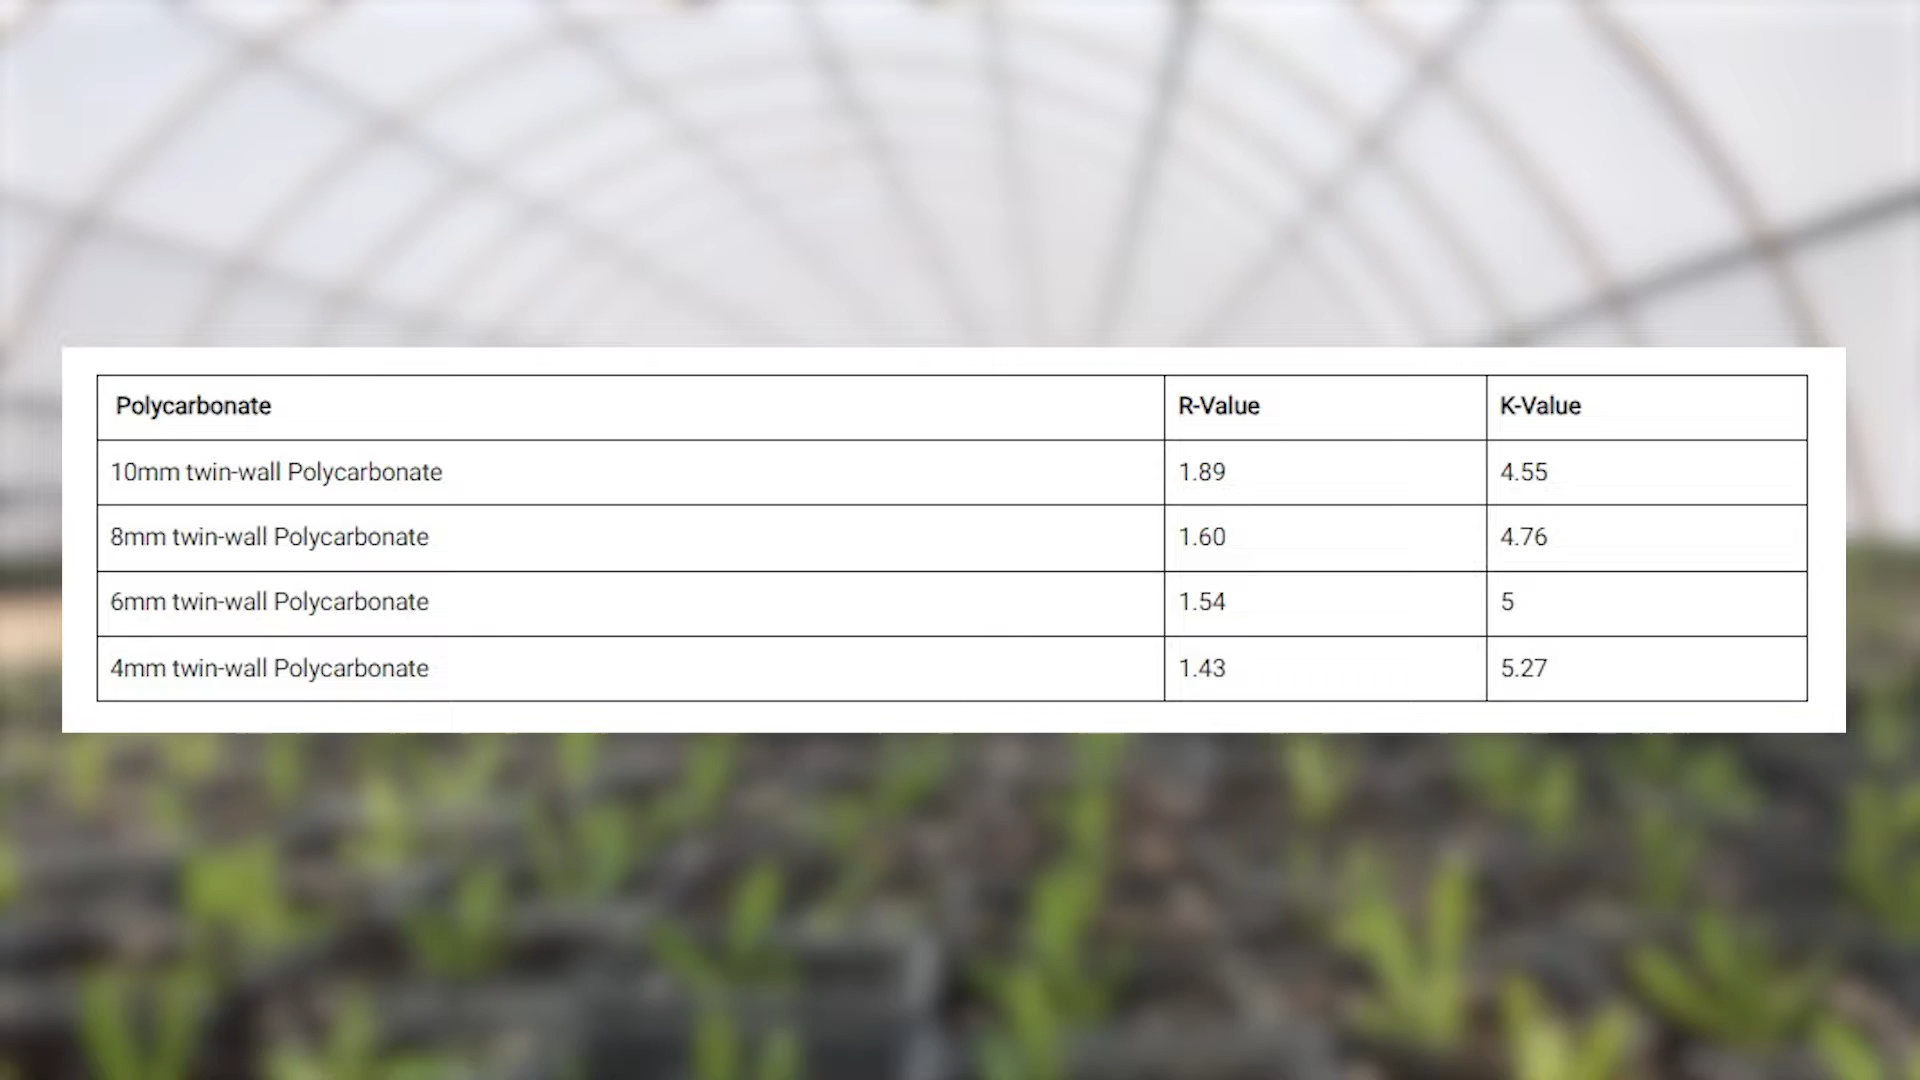 Polycarbonate R-Value K-Value
10mm twin-wall Polycarbonate 1.89 4.55
8mm twin-wall Polycarbonate 1.60 4.76
6mm twin-wall Polycarbonate 1.54 5
4mm twin-wall Polycarbonate 1.43 5.27